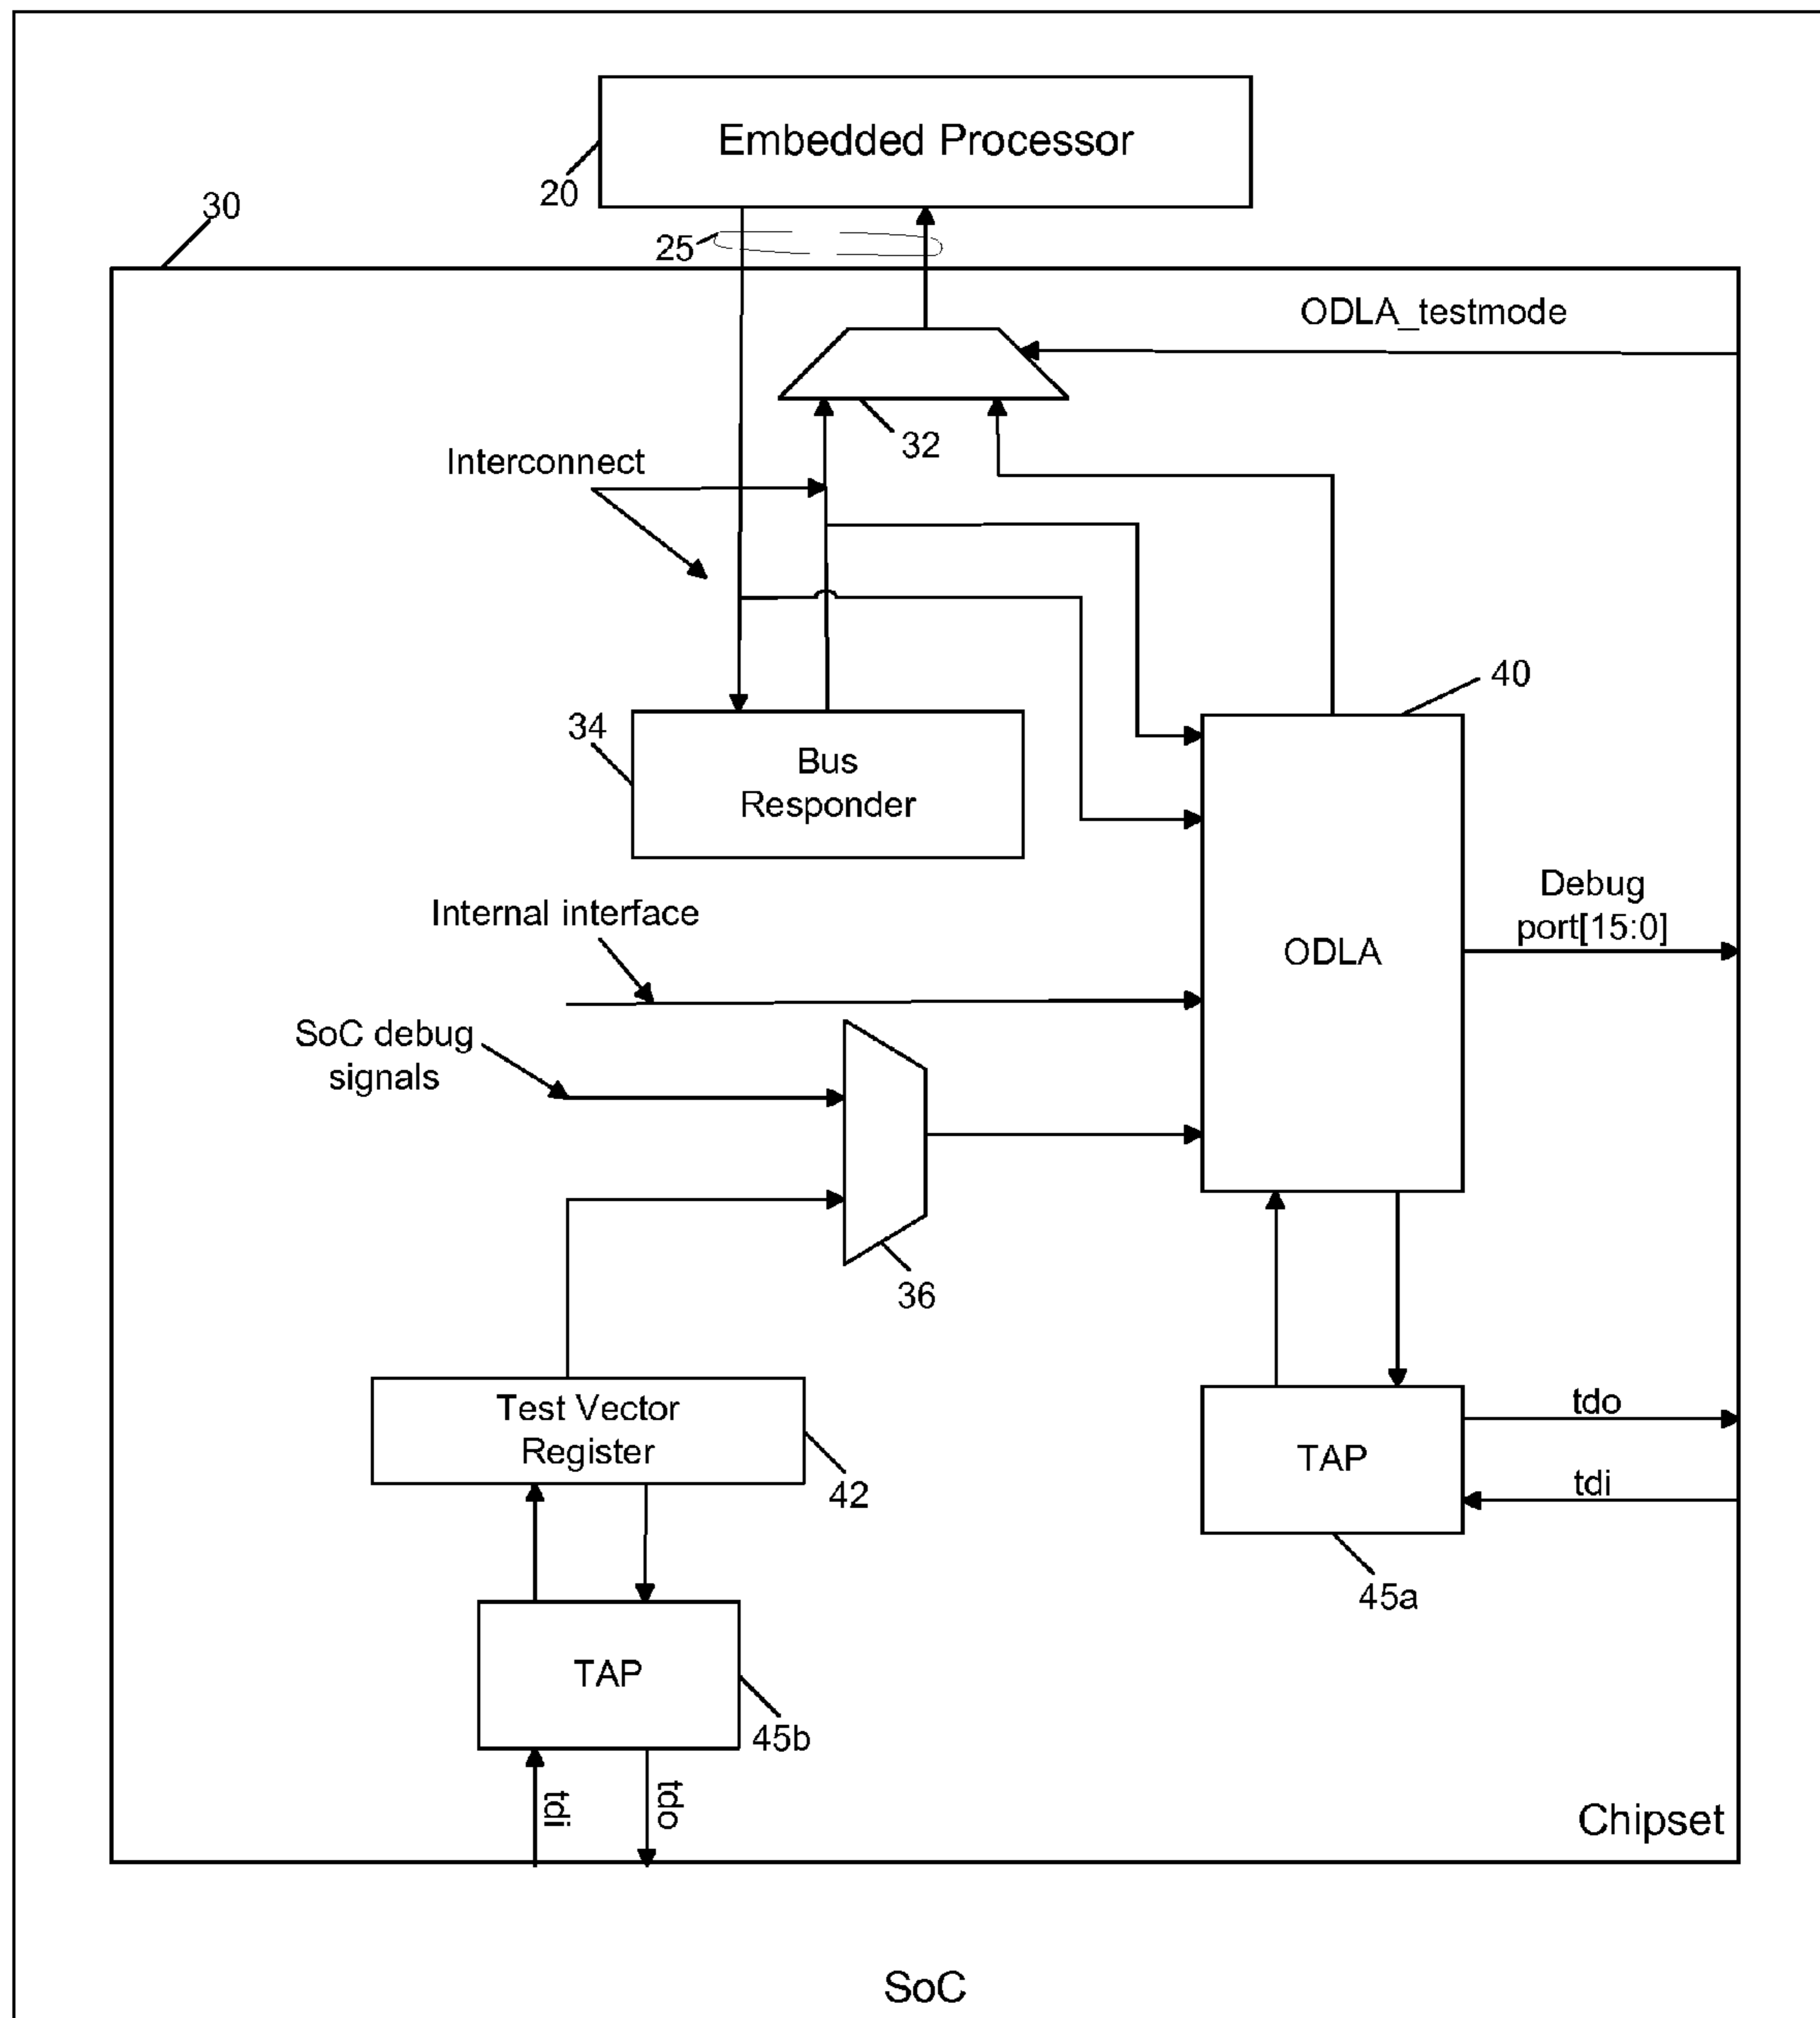 Embedded Processor
20
30
25
ODLA_testmode
32
Interconnect
40
34
Bus
Responder
Debug
port[15:0]
Internal interface
ODLA
SoC debug
signals
36
Test Vector
Register
42
tdo
TAP
tdi
45a
TAP
45b
tdi
tdo
Chipset
SoC